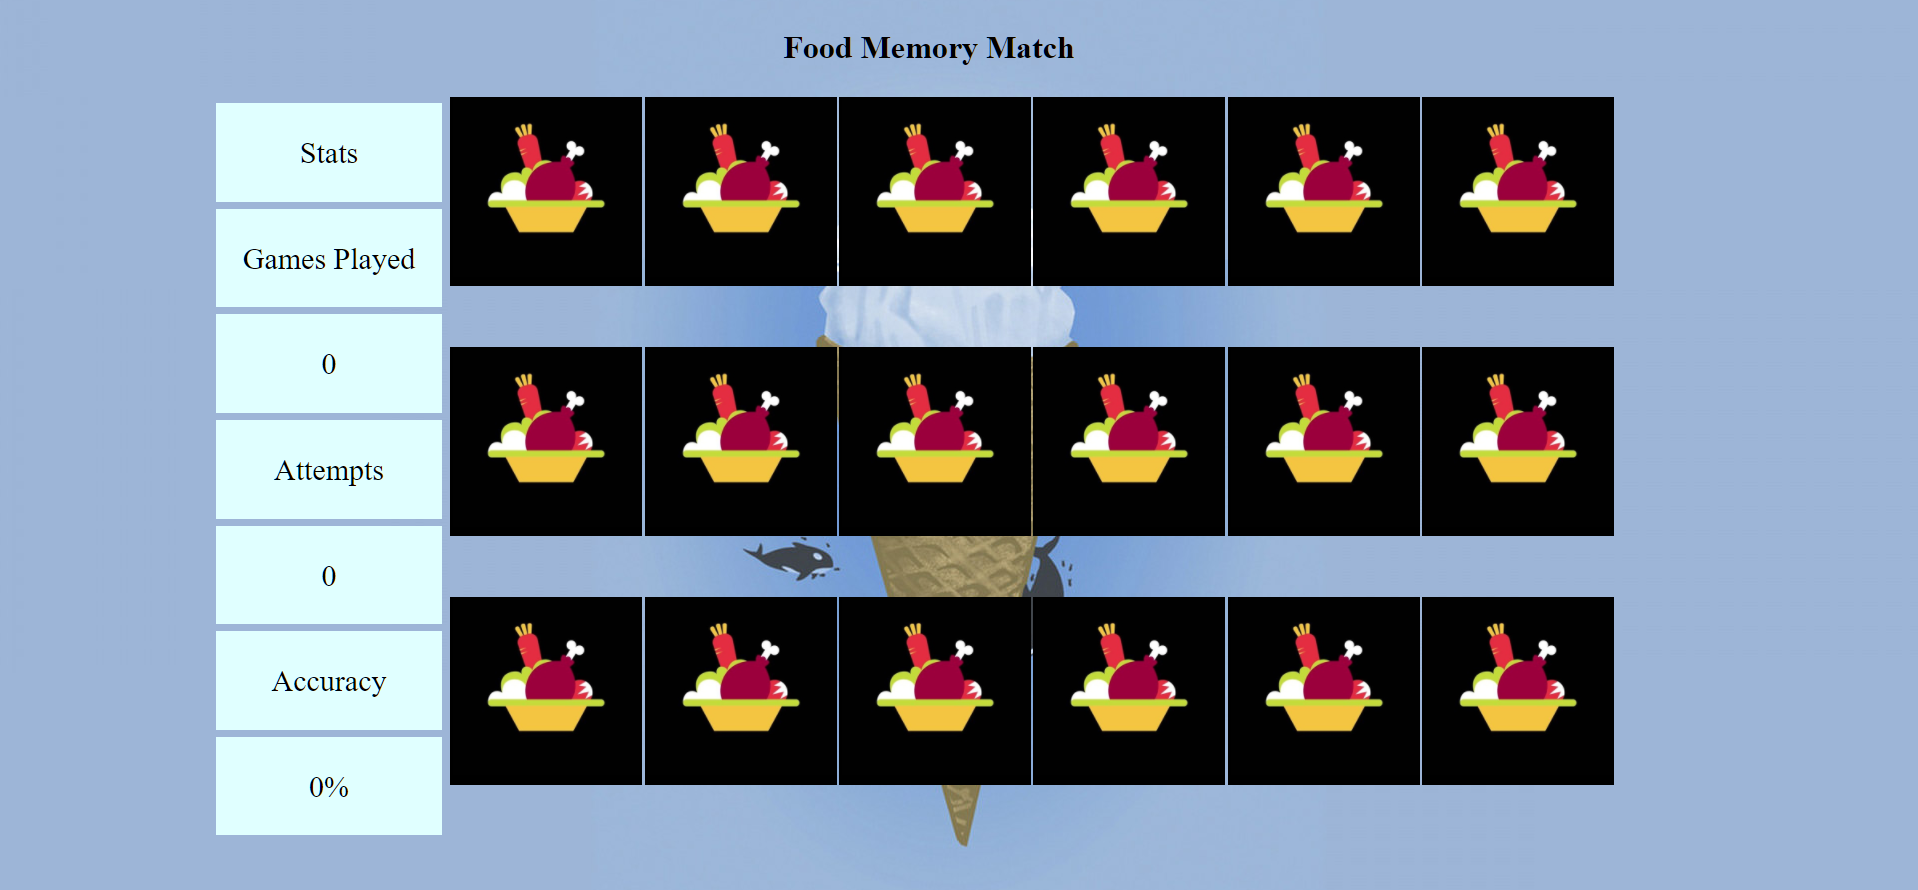 Food Memory Match
Stats
Games Played
0
Attempts
0
Accuracy
0%